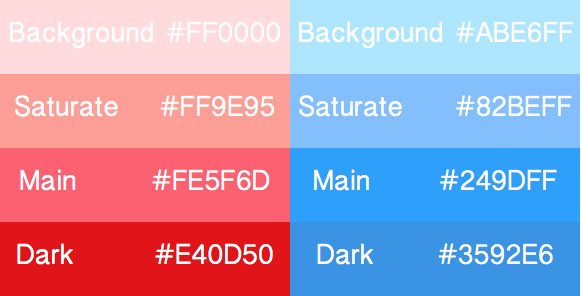 Background #FF0000 Background #ABE6FF
Saturate #FF9E95 Saturate #82BEFF
Main #FE5F6D Main #249DFF
Dark #E40D50 Dark #3592E6